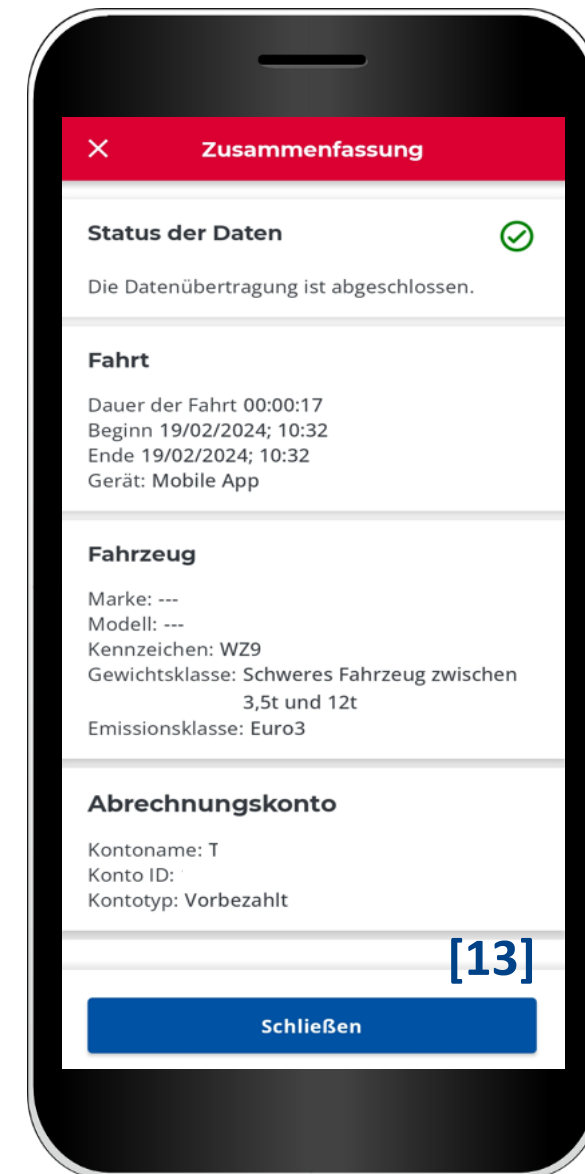 Zusammenfassung
Status der Daten
Die Datenübertragung ist abgeschlossen.
Fahrt
Dauer der Fahrt 00:00:17
Beginn 19/02/2024; 10:32
Ende 19/02/2024; 10:32
Gerät: Mobile App
Fahrzeug
Marke: ---
Modell: ---
Kennzeichen: WZ9
Gewichtsklasse: Schweres Fahrzeug zwischen
3,5t und 12t
Emissionsklasse: Euro3
Abrechnungskonto
Kontoname: T
Konto ID:
Kontotyp: Vorbezahlt
[13]
Schließen